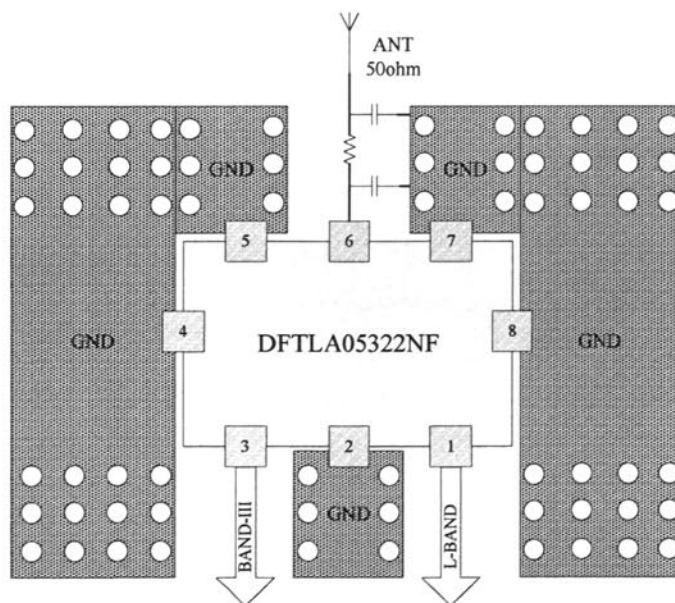 ANT
50ohm
GND
GND
5
6
7
4
DFTLA05322NF
8
GND
GND
3
2
1
BAND-III
GND
L-BAND